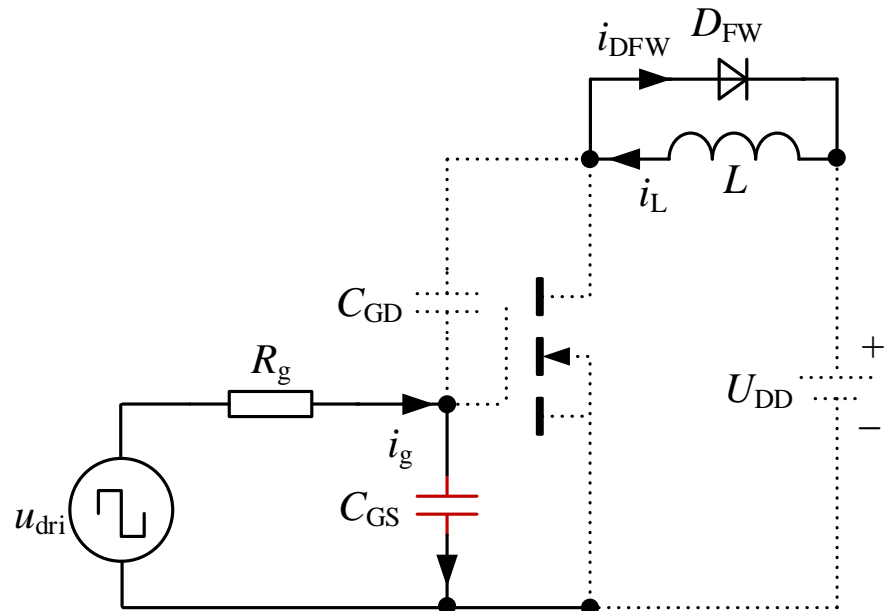 D_FW
i_DFW
L
i_L
C_GD
R_g
+
U_DD
−
i_g
C_GS
u_dri